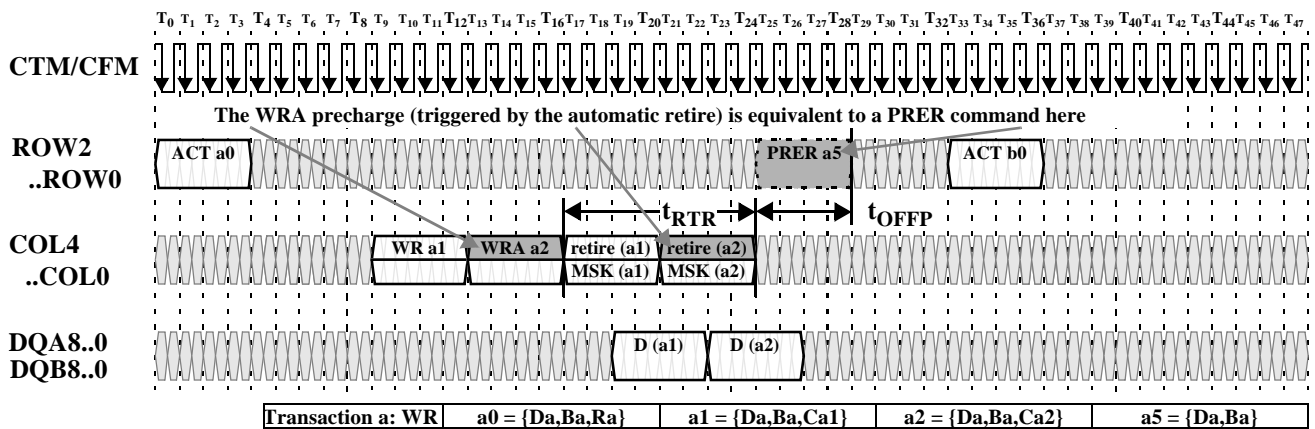 T0 T1 T2 T3 T4 T5 T6 T7 T8 T9 T10 T11 T12 T13 T14 T15 T16 T17 T18 T19 T20 T21 T22 T23 T24 T25 T26 T27 T28 T29 T30 T31 T32 T33 T34 T35 T36 T37 T38 T39 T40 T41 T42 T43 T44 T45 T46 T47
CTM/CFM
The WRA precharge (triggered by the automatic retire) is equivalent to a PRER command here
ROW2
..ROW0
ACT a0 PRER a5 ACT b0
tRTR tOFFP
COL4
..COL0
WR a1 WRA a2 retire (a1) retire (a2)
MSK (a1) MSK (a2)
DQA8..0
DQB8..0
D (a1) D (a2)
Transaction a: WR a0 = {Da,Ba,Ra} a1 = {Da,Ba,Ca1} a2 = {Da,Ba,Ca2} a5 = {Da,Ba}